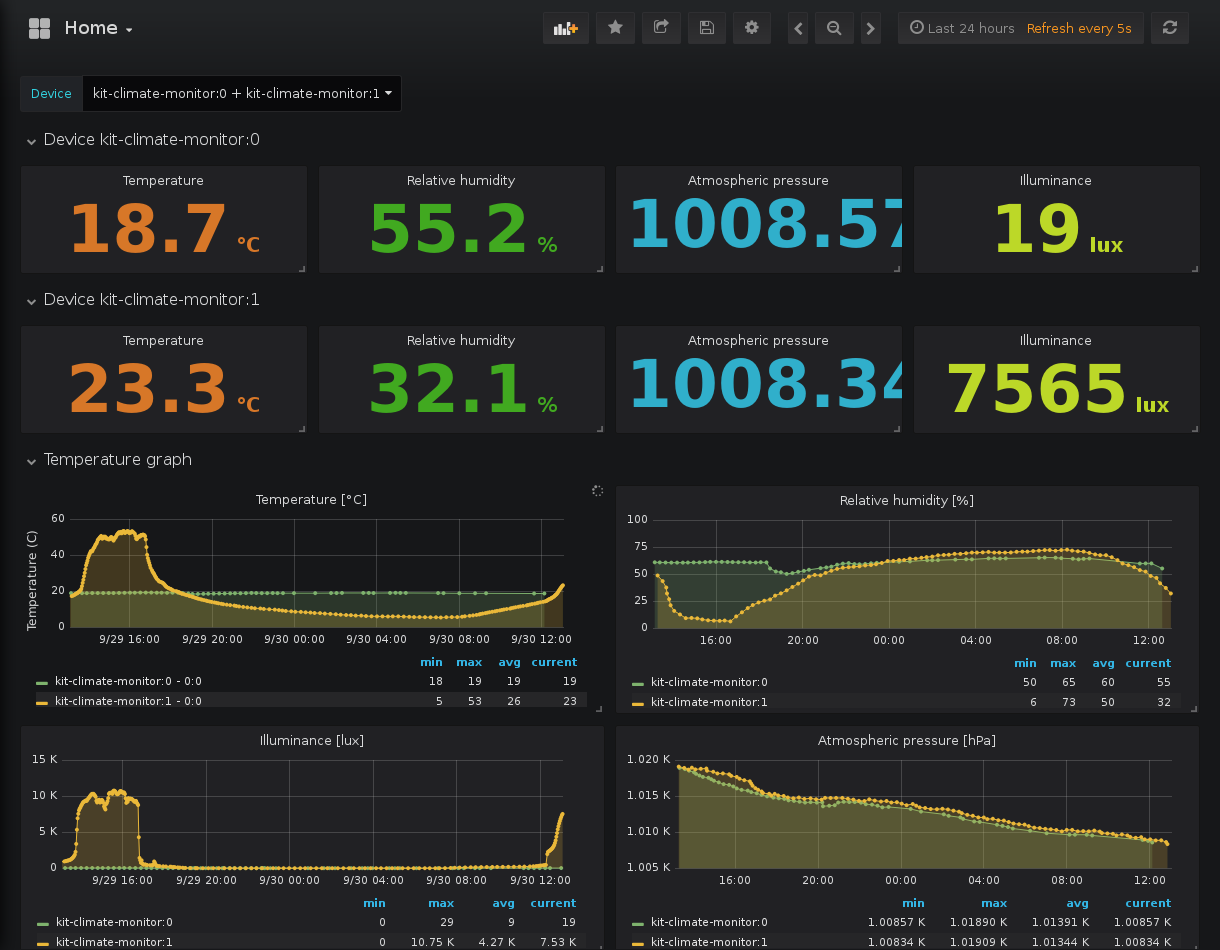 Home
Last 24 hours Refresh every 5s
Device kit-climate-monitor:0 + kit-climate-monitor:1
Device kit-climate-monitor:0
Temperature Relative humidity Atmospheric pressure Illuminance
18.7 °C 55.2 % 1008.57 19 lux
Device kit-climate-monitor:1
Temperature Relative humidity Atmospheric pressure Illuminance
23.3 °C 32.1 % 1008.34 7565 lux
Temperature graph
Temperature [°C]
Temperature (C)
60
40
20
0
9/29 16:00 9/29 20:00 9/30 00:00 9/30 04:00 9/30 08:00 9/30 12:00
min max avg current
kit-climate-monitor:0 - 0:0 18 19 19 19
kit-climate-monitor:1 - 0:0 5 53 26 23
Relative humidity [%]
100
75
50
25
0
16:00 20:00 00:00 04:00 08:00 12:00
min max avg current
kit-climate-monitor:0 50 65 60 55
kit-climate-monitor:1 6 73 50 32
Illuminance [lux]
15 K
10 K
5 K
0
9/29 16:00 9/29 20:00 9/30 00:00 9/30 04:00 9/30 08:00 9/30 12:00
min max avg current
kit-climate-monitor:0 0 29 9 19
kit-climate-monitor:1 0 10.75 K 4.27 K 7.53 K
Atmospheric pressure [hPa]
1.020 K
1.015 K
1.010 K
1.005 K
16:00 20:00 00:00 04:00 08:00 12:00
min max avg current
kit-climate-monitor:0 1.00857 K 1.01890 K 1.01391 K 1.00857 K
kit-climate-monitor:1 1.00834 K 1.01909 K 1.01344 K 1.00834 K